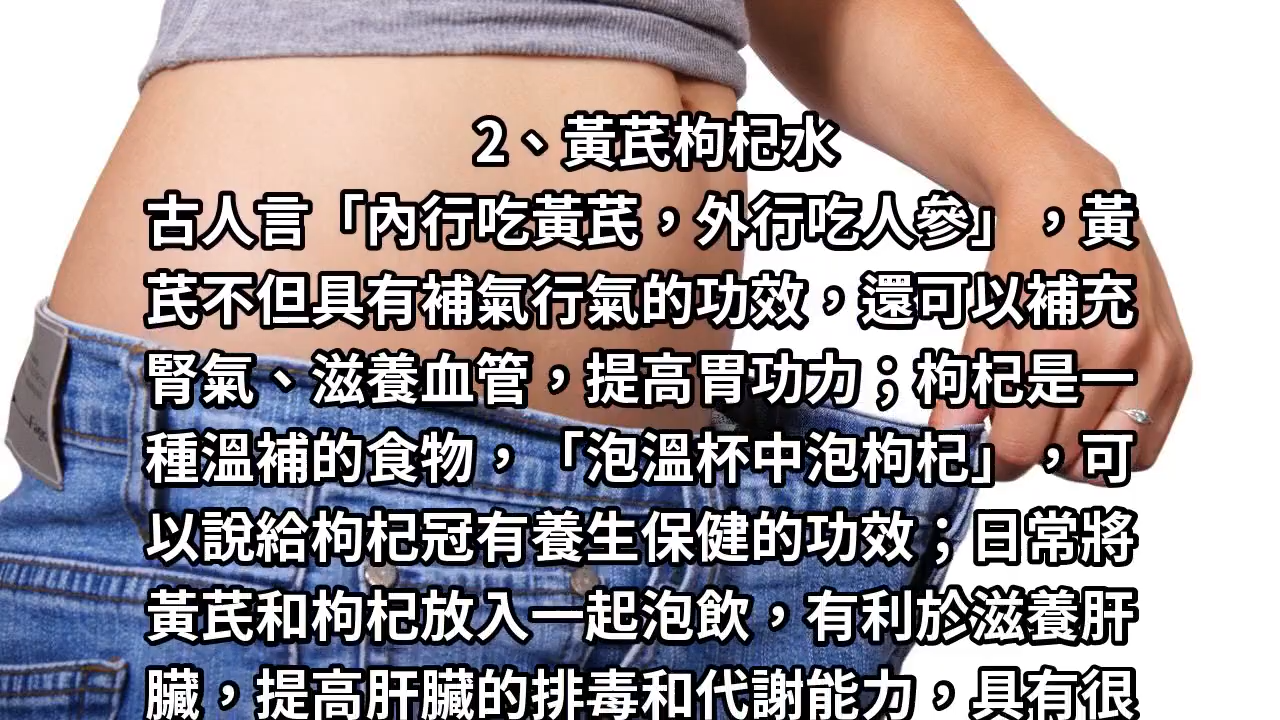 2、黃芪枸杞水
古人言「內行吃黃芪，外行吃人參」，黃
芪不但具有補氣行氣的功效，還可以補充
腎氣、滋養血管，提高胃功力；枸杞是一
種溫補的食物，「泡溫杯中泡枸杞」，可
以說給枸杞冠有養生保健的功效；日常將
黃芪和枸杞放入一起泡飲，有利於滋養肝
臟，提高肝臟的排毒和代謝能力，具有很